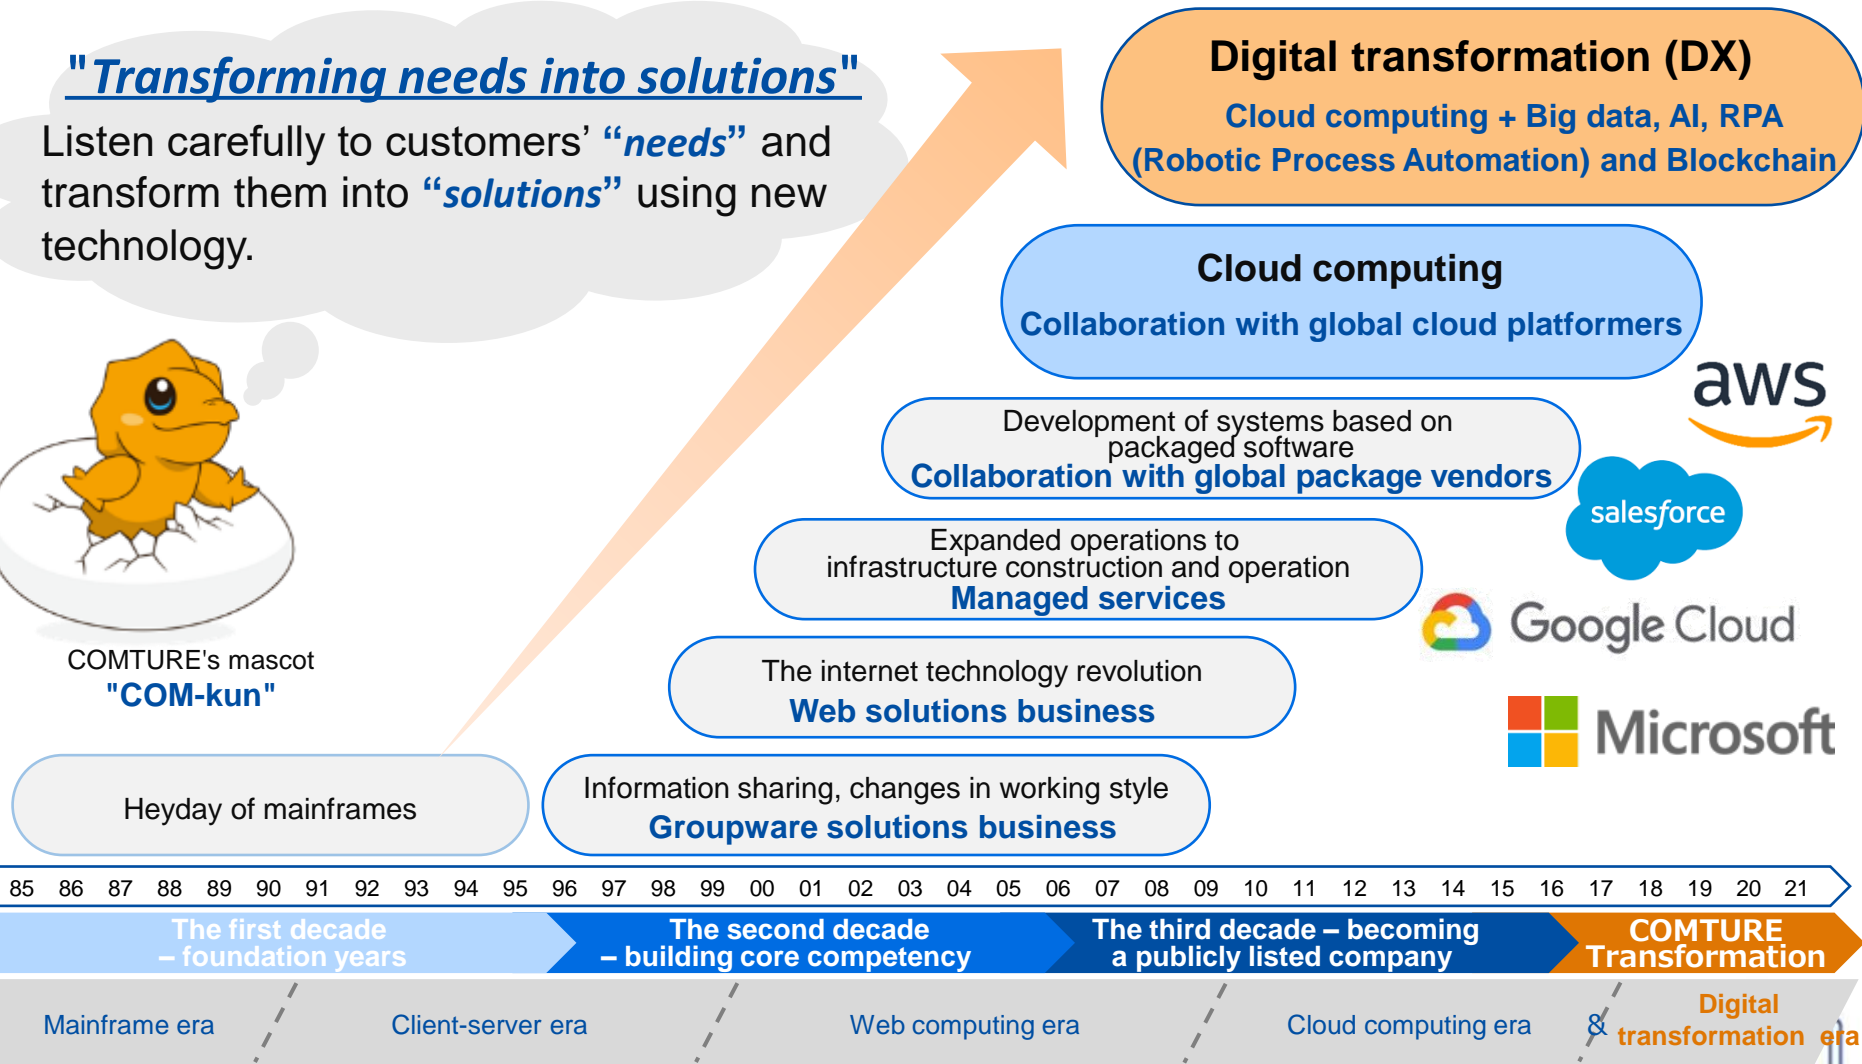 "Transforming needs into solutions"
Listen carefully to customers’ “needs” and
transform them into “solutions” using new
technology.
COMTURE's mascot
"COM-kun"
Digital transformation (DX)
Cloud computing + Big data, AI, RPA
(Robotic Process Automation) and Blockchain
Cloud computing
Collaboration with global cloud platformers
aws
Development of systems based on
packaged software
Collaboration with global package vendors
salesforce
Expanded operations to
infrastructure construction and operation
Managed services
Google Cloud
The internet technology revolution
Web solutions business
Microsoft
Heyday of mainframes
Information sharing, changes in working style
Groupware solutions business
85 86 87 88 89 90 91 92 93 94 95 96 97 98 99 00 01 02 03 04 05 06 07 08 09 10 11 12 13 14 15 16 17 18 19 20 21
The first decade
– foundation years
The second decade
– building core competency
The third decade – becoming
a publicly listed company
COMTURE
Transformation
Mainframe era
Client-server era
Web computing era
Cloud computing era
&
Digital
transformation era